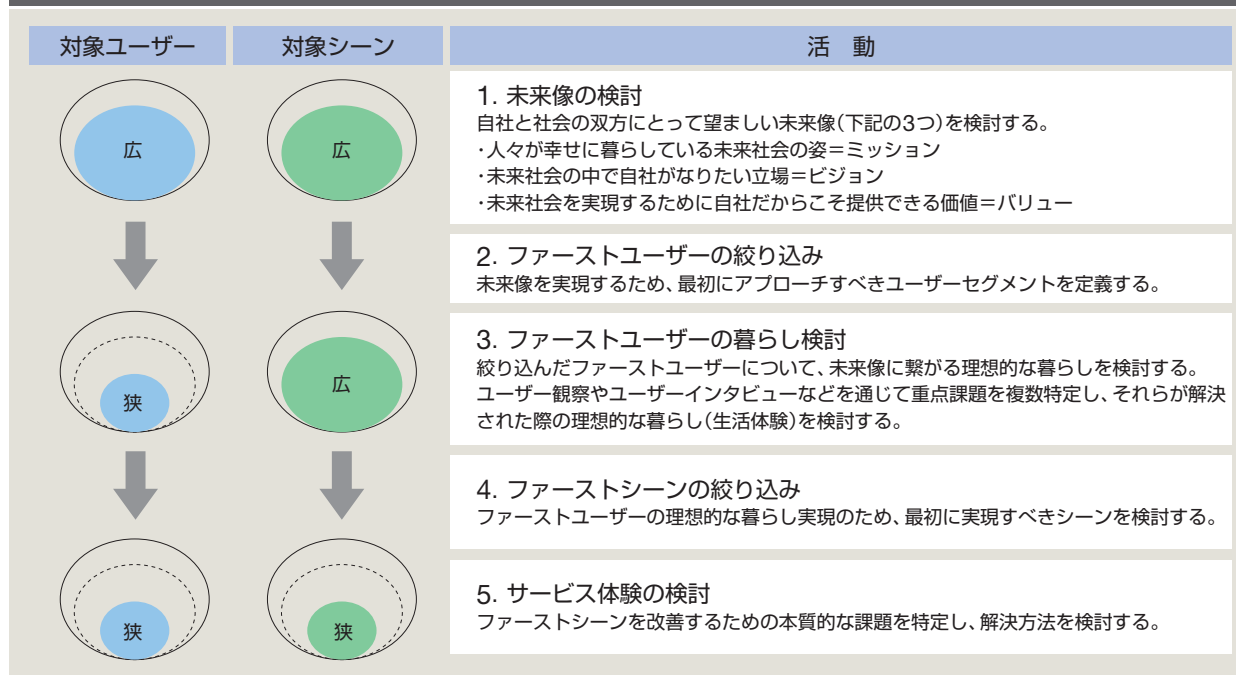 対象ユーザー
対象シーン
活 動
広
広
1. 未来像の検討
自社と社会の双方にとって望ましい未来像(下記の3つ)を検討する。
・人々が幸せに暮らしている未来社会の姿=ミッション
・未来社会の中で自社がなりたい立場=ビジョン
・未来社会を実現するために自社だからこそ提供できる価値=バリュー
2. ファーストユーザーの絞り込み
未来像を実現するため、最初にアプローチすべきユーザーセグメントを定義する。
狭
広
3. ファーストユーザーの暮らし検討
絞り込んだファーストユーザーについて、未来像に繋がる理想的な暮らしを検討する。
ユーザー観察やユーザーインタビューなどを通じて重点課題を複数特定し、それらが解決
された際の理想的な暮らし(生活体験)を検討する。
4. ファーストシーンの絞り込み
ファーストユーザーの理想的な暮らし実現のため、最初に実現すべきシーンを検討する。
狭
狭
5. サービス体験の検討
ファーストシーンを改善するための本質的な課題を特定し、解決方法を検討する。